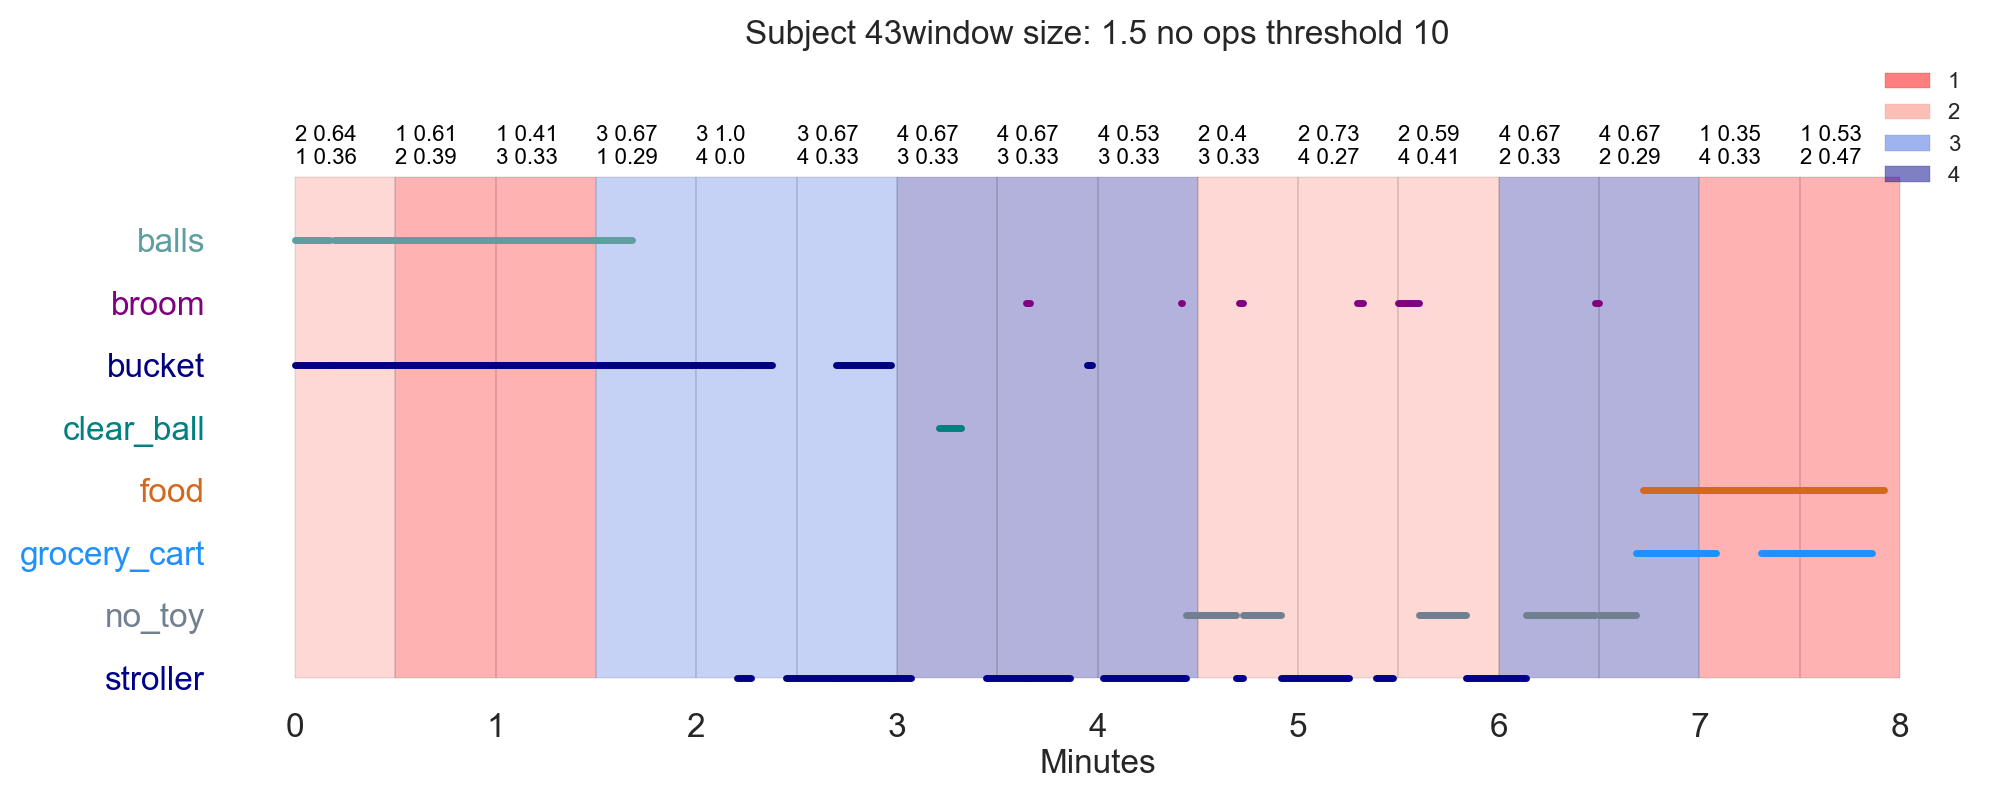 Subject 43window size: 1.5 no ops threshold 10
1
2
3
4
2 0.64 1 0.61 1 0.41 3 0.67 3 1.0 3 0.67 4 0.67 4 0.67 4 0.53 2 0.4 2 0.73 2 0.59 4 0.67 4 0.67 1 0.35 1 0.53
1 0.36 2 0.39 3 0.33 1 0.29 4 0.0 4 0.33 3 0.33 3 0.33 3 0.33 3 0.33 4 0.27 4 0.41 2 0.33 2 0.29 4 0.33 2 0.47
balls
broom
bucket
clear_ball
food
grocery_cart
no_toy
stroller
0 1 2 3 4 5 6 7 8
Minutes